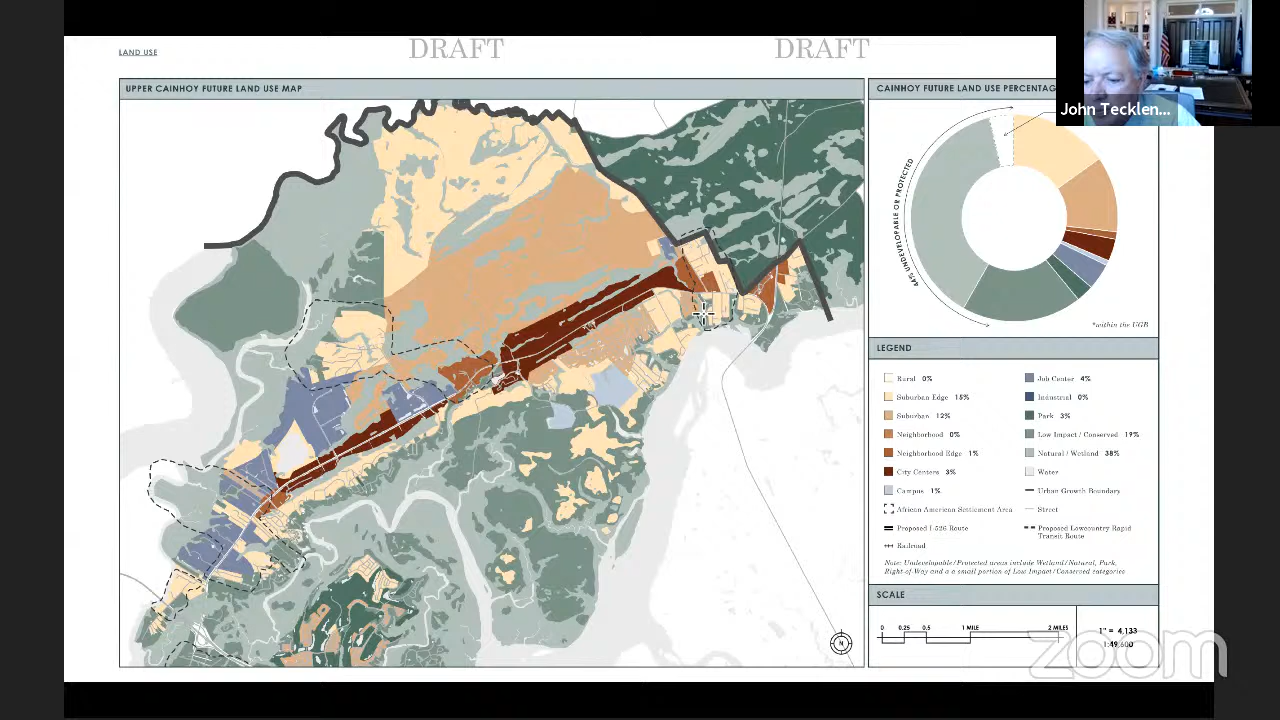 LAND USE
DRAFT
DRAFT
UPPER CAINHOY FUTURE LAND USE MAP
CAINHOY FUTURE LAND USE PERCENTAG
John Tecklen...
44% UNDEVELOPABLE OR PROTECTED
*within the UGB
LEGEND
Rural 0%
Suburban Edge 15%
Suburban 12%
Neighborhood 0%
Neighborhood Edge 1%
City Centers 3%
Campus 1%
African American Settlement Area
Proposed I-526 Route
Railroad
Job Center 4%
Industrial 0%
Park 3%
Low Impact / Conserved 19%
Natural / Wetland 38%
Water
Urban Growth Boundary
Street
Proposed Lowcountry Rapid
Transit Route
Note: Undevelopable/Protected areas include Wetland/Natural, Park,
Right-of-Way and a a small portion of Low Impact/Conserved categories
SCALE
0 0.25 0.5 1 MILE 2 MILES
1" = 4,133
1:49,600
N
zoom